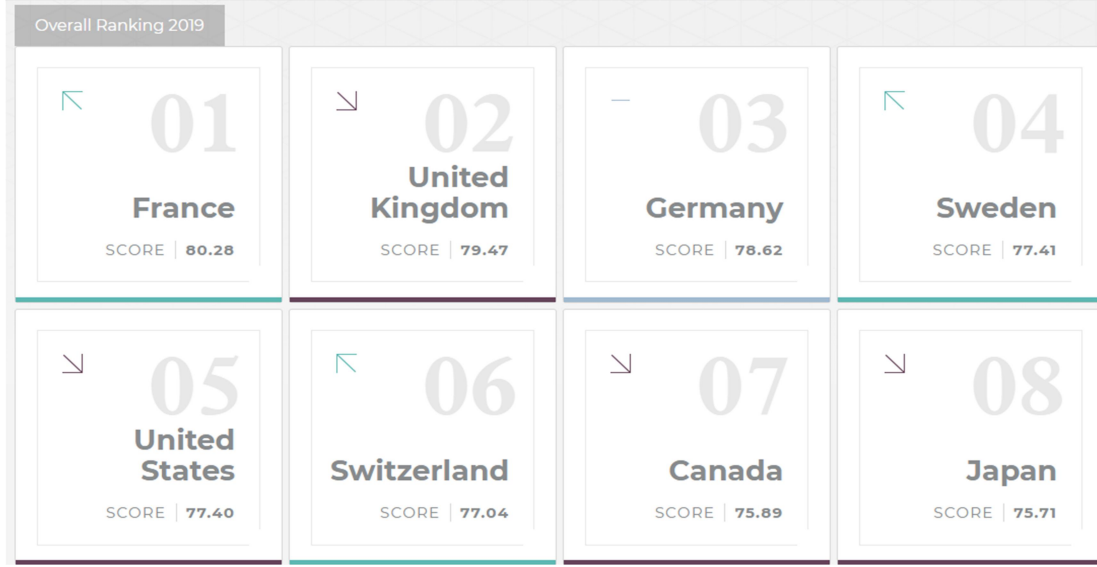 Overall Ranking 2019
01
France
SCORE 80.28
02
United
Kingdom
SCORE 79.47
03
Germany
SCORE 78.62
04
Sweden
SCORE 77.41
05
United
States
SCORE 77.40
06
Switzerland
SCORE 77.04
07
Canada
SCORE 75.89
08
Japan
SCORE 75.71